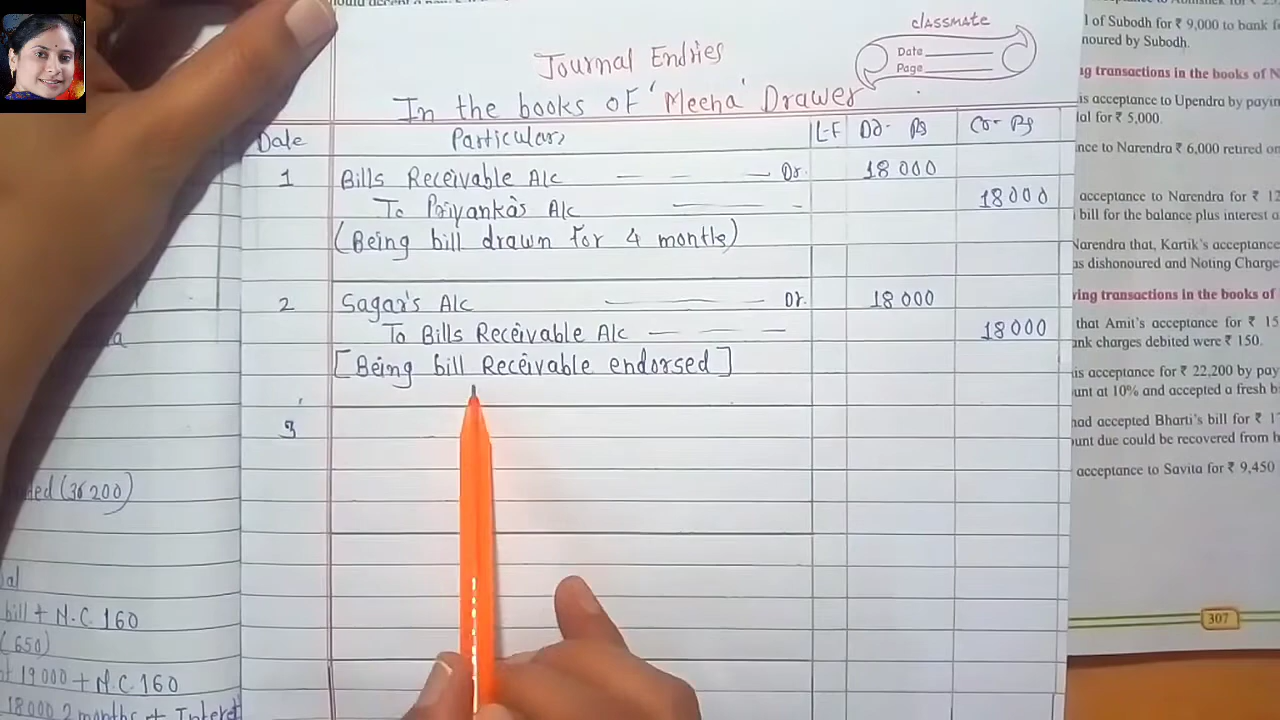 classmate
Date
Page
Journal Endries
In the books of 'Meena' Drawer
Date Particulars L.F Dr. Rs Cr. Rs
1 Bills Receivable A/c Dr. 18000
To Priyanka's A/c 18000
(Being bill drawn for 4 months)
2 Sagar's A/c Dr. 18000
To Bills Receivable A/c 18000
[Being bill Receivable endorsed]
3
ded (36200)
bill + N.C. 160
(650)
19000 + N.C. 160
18000 2 months + Interet
l of Subodh for ₹ 9,000 to bank f
noured by Subodh.
ng transactions in the books of N
is acceptance to Upendra by payin
al for ₹ 5,000.
nce to Narendra ₹ 6,000 retired on
acceptance to Narendra for ₹ 12
bill for the balance plus interest a
Narendra that, Kartik's acceptance
as dishonoured and Noting Charge
ving transactions in the books of
that Amit's acceptance for ₹ 15
ank charges debited were ₹ 150.
is acceptance for ₹ 22,200 by pay
unt at 10% and accepted a fresh b
had accepted Bharti's bill for ₹ 1
unt due could be recovered from h
acceptance to Savita for ₹ 9,450
307